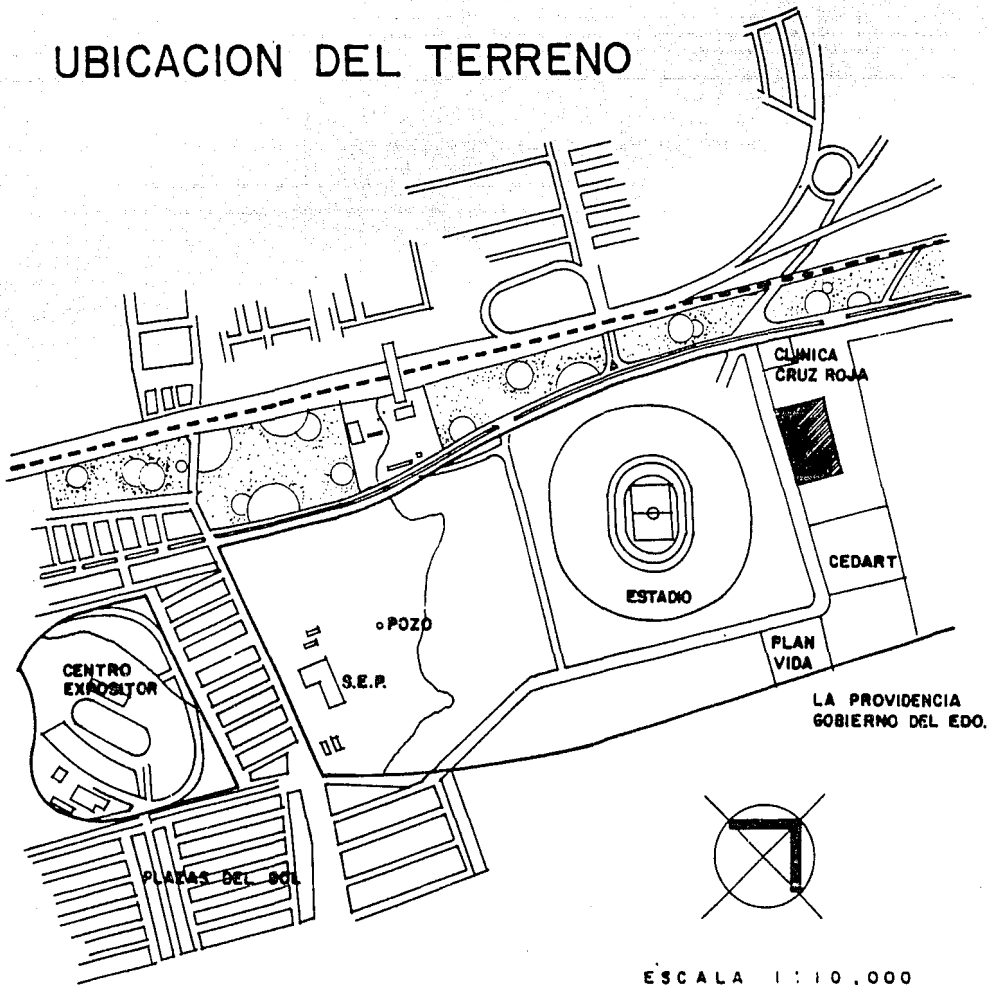 UBICACION DEL TERRENO
CLINICA
CRUZ ROJA
CEDART
ESTADIO
POZO
PLAN
VIDA
CENTRO
EXPOSITOR
S.E.P.
LA PROVIDENCIA
GOBIERNO DEL EDO.
PLAZAS DEL SOL
ESCALA 1:10,000